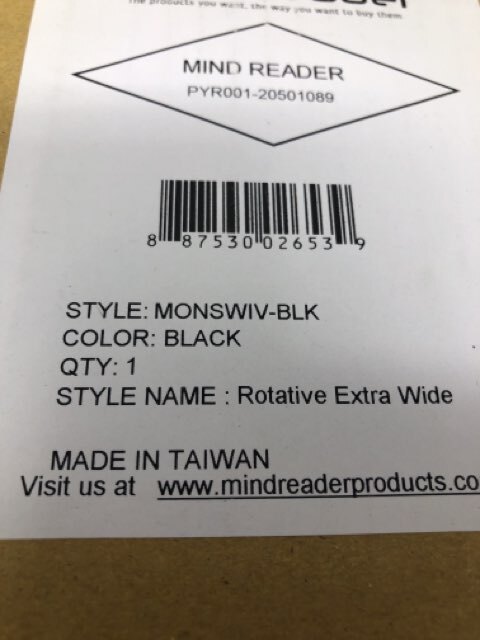 The products you want, the way you want to buy them
MIND READER
PYR001-20501089
8 87530 02653 9
STYLE: MONSWIV-BLK
COLOR: BLACK
QTY: 1
STYLE NAME : Rotative Extra Wide
MADE IN TAIWAN
Visit us at www.mindreaderproducts.co